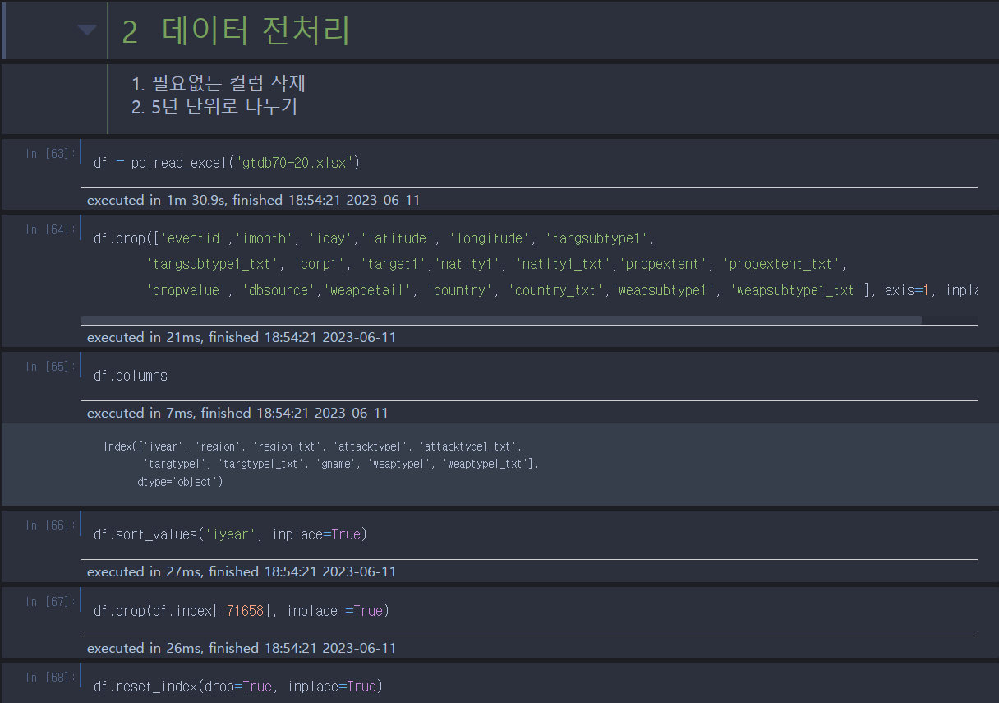 2 데이터 전처리
1. 필요없는 컬럼 삭제
2. 5년 단위로 나누기
In [63]:
df = pd.read_excel("gtdb70-20.xlsx")
executed in 1m 30.9s, finished 18:54:21 2023-06-11
In [64]:
df.drop(['eventid','imonth', 'iday','latitude', 'longitude', 'targsubtype1',
'targsubtype1_txt', 'corp1', 'target1','natlty1', 'natlty1_txt','propextent', 'propextent_txt',
'propvalue', 'dbsource','weapdetail', 'country', 'country_txt','weapsubtype1', 'weapsubtype1_txt'], axis=1, inpla
executed in 21ms, finished 18:54:21 2023-06-11
In [65]:
df.columns
executed in 7ms, finished 18:54:21 2023-06-11
Index(['iyear', 'region', 'region_txt', 'attacktype1', 'attacktype1_txt',
'targtype1', 'targtype1_txt', 'gname', 'weaptype1', 'weaptype1_txt'],
dtype='object')
In [66]:
df.sort_values('iyear', inplace=True)
executed in 27ms, finished 18:54:21 2023-06-11
In [67]:
df.drop(df.index[:71658], inplace =True)
executed in 26ms, finished 18:54:21 2023-06-11
In [68]:
df.reset_index(drop=True, inplace=True)